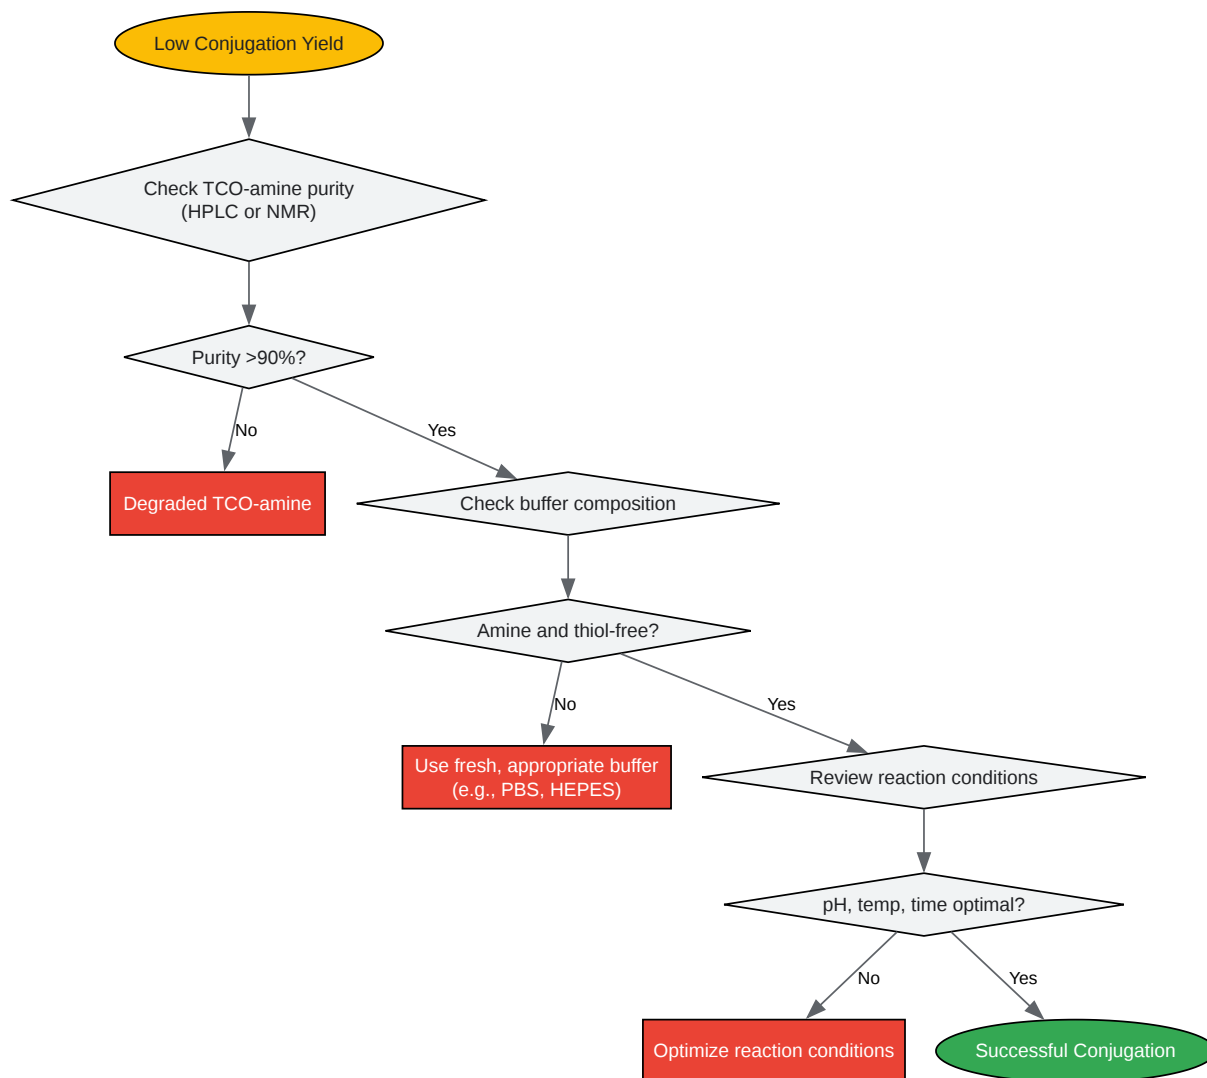 Low Conjugation Yield
Check TCO-amine purity
(HPLC or NMR)
Purity >90%?
No
Yes
Degraded TCO-amine
Check buffer composition
Amine and thiol-free?
No
Yes
Use fresh, appropriate buffer
(e.g., PBS, HEPES)
Review reaction conditions
pH, temp, time optimal?
No
Yes
Optimize reaction conditions
Successful Conjugation